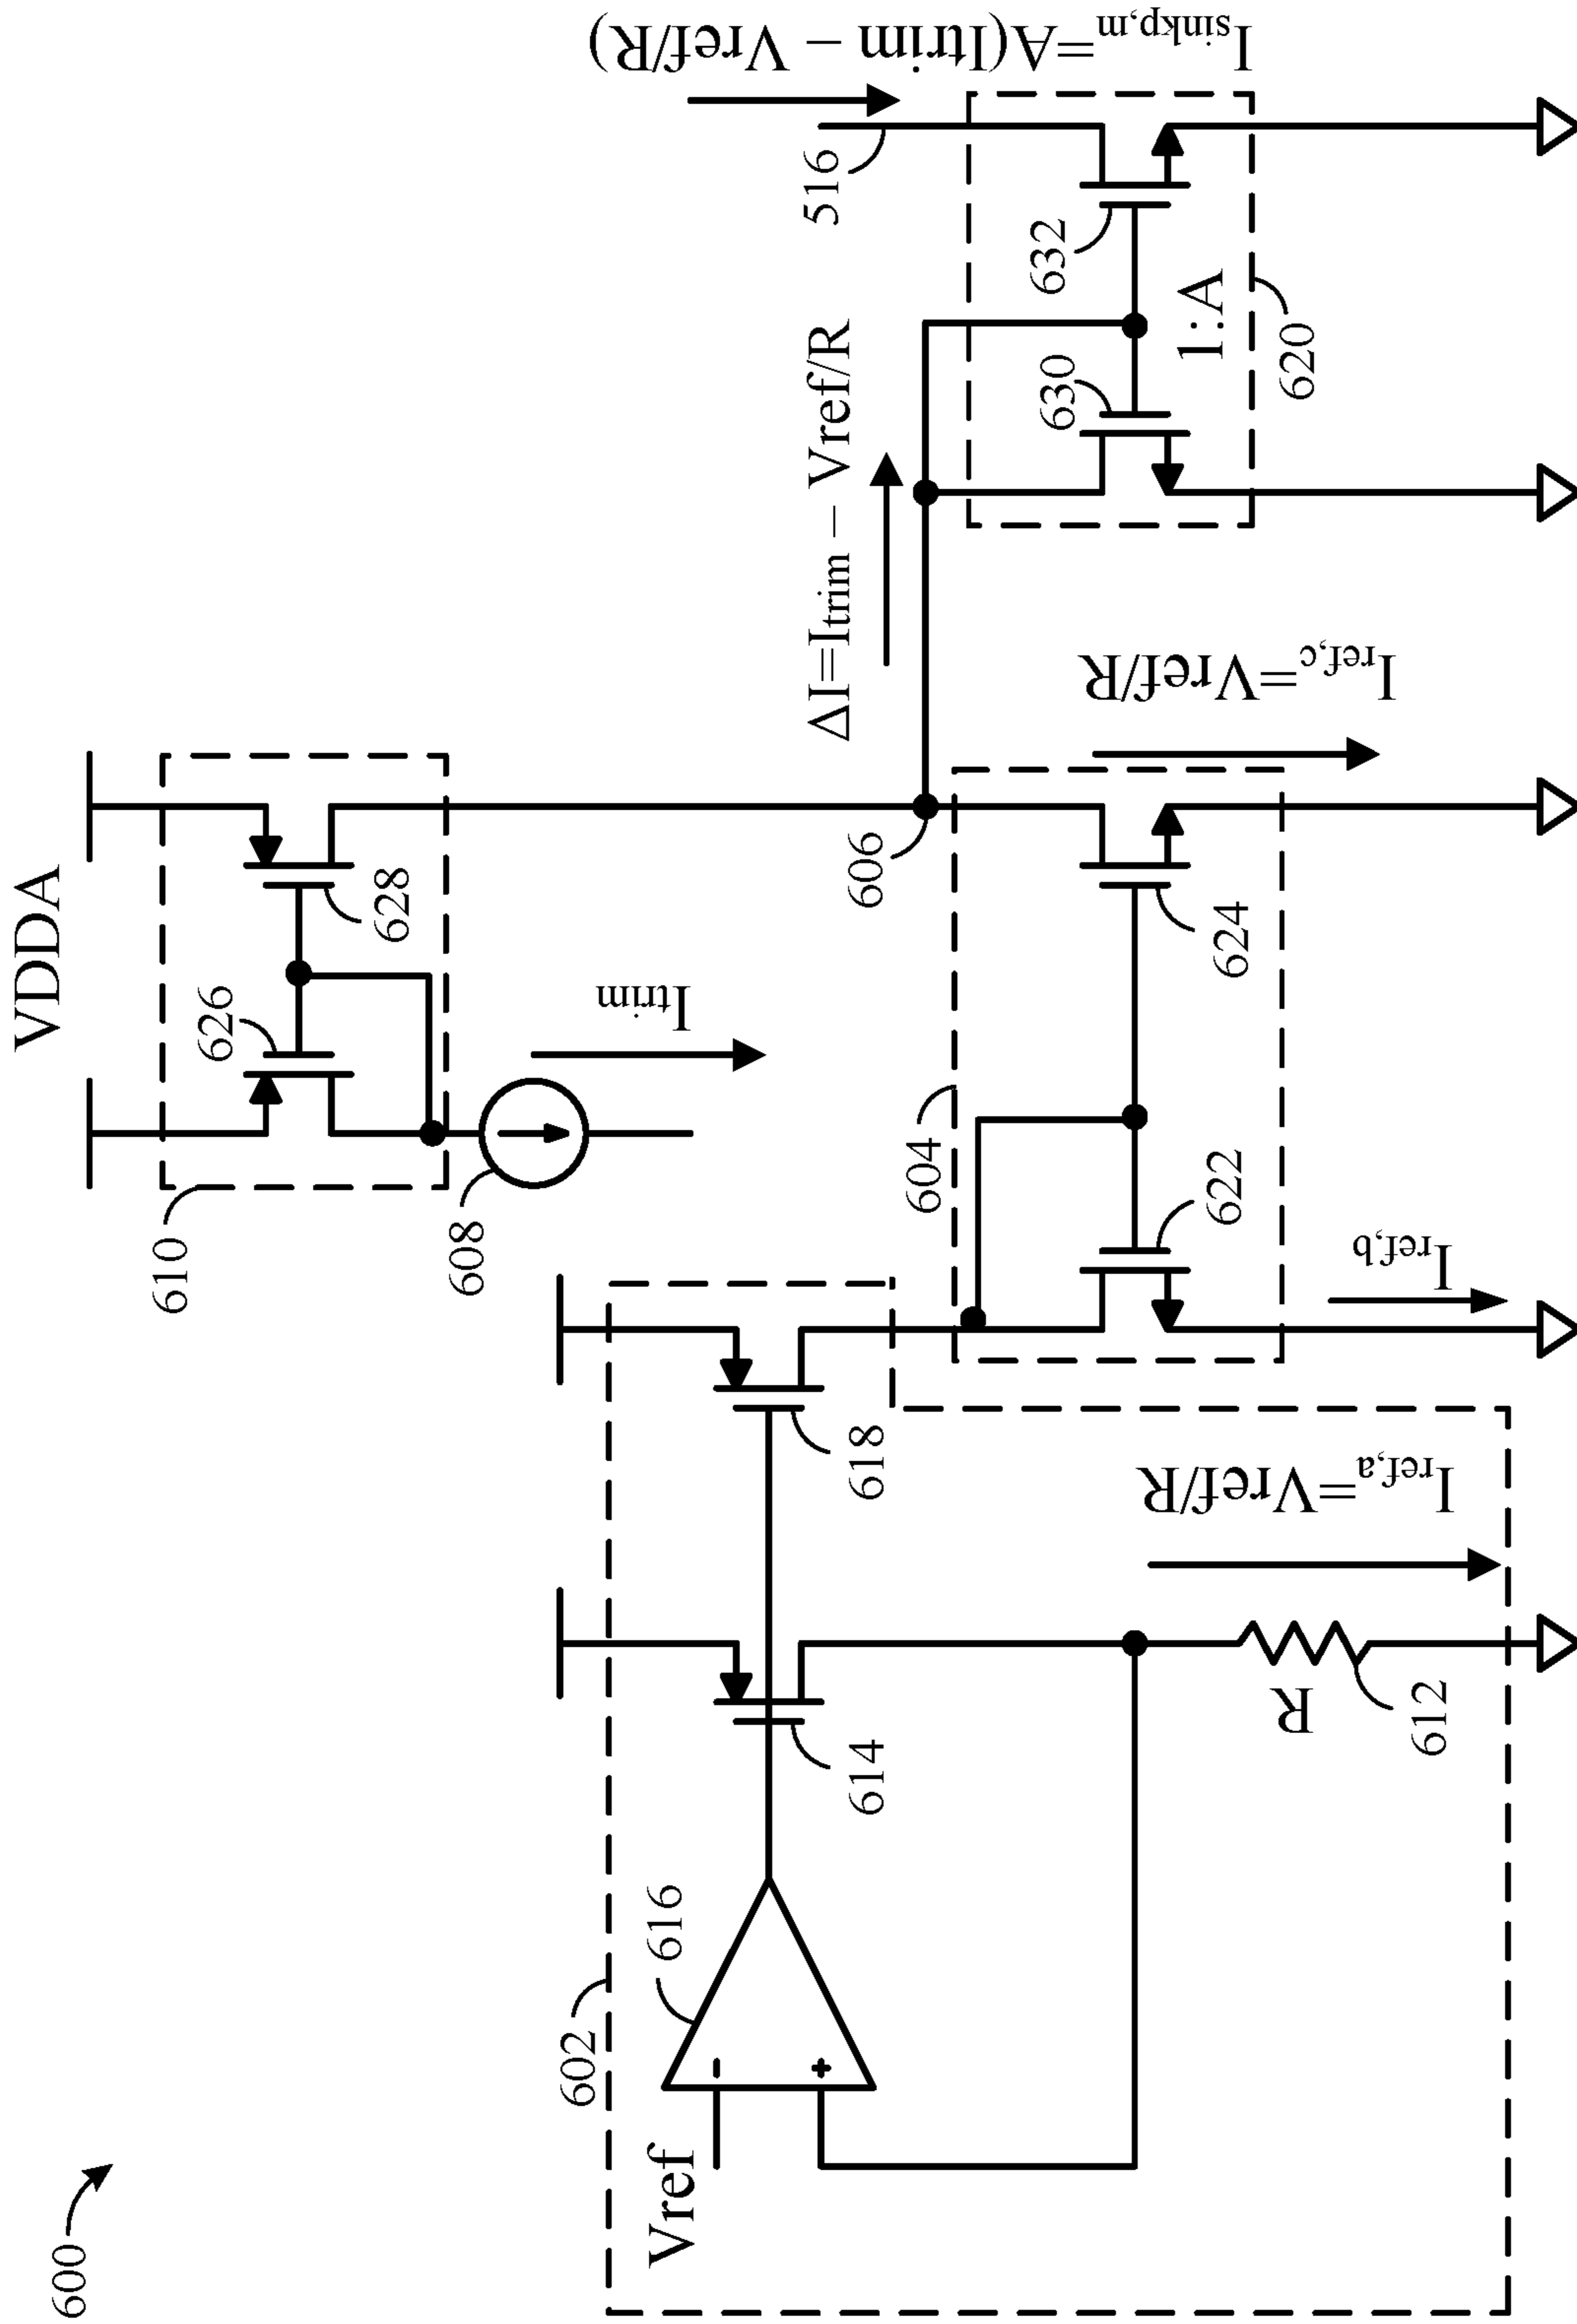 600
VDDA
610
626
628
608
Itrim
602
Vref
616
-
+
614
618
R
612
Iref,a=Vref/R
604
622
624
Iref,b
606
Iref,c=Vref/R
ΔI=Itrim – Vref/R
516
Isinkp,m=A(Itrim – Vref/R)
630
632
1:A
620